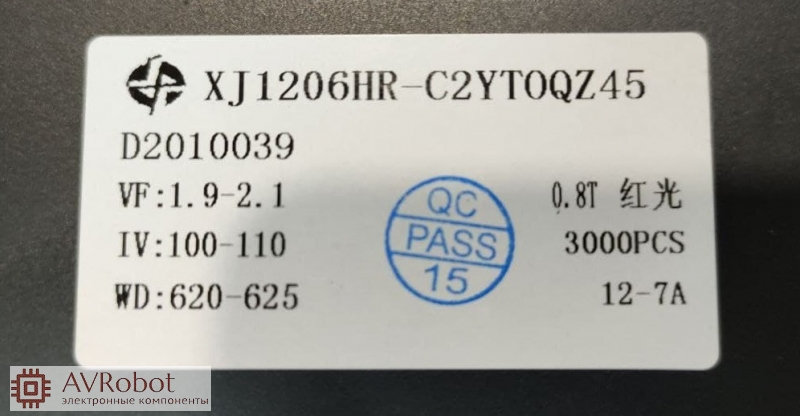 XJ1206HR-C2YTOQZ45
D2010039
VF:1.9-2.1
0.8T 红光
IV:100-110
3000PCS
WD:620-625
12-7A
QC
PASS
15
AVRobot
электронные компоненты